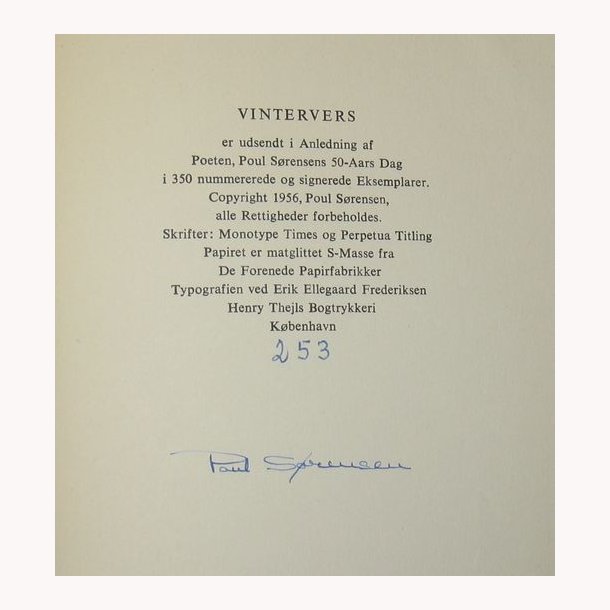 VINTERVERS
er udsendt i Anledning af
Poeten, Poul Sørensens 50-Aars Dag
i 350 nummererede og signerede Eksemplarer.
Copyright 1956, Poul Sørensen,
alle Rettigheder forbeholdes.
Skrifter: Monotype Times og Perpetua Titling
Papiret er matglittet S-Masse fra
De Forenede Papirfabrikker
Typografien ved Erik Ellegaard Frederiksen
Henry Thejls Bogtrykkeri
København
253
Poul Sørensen